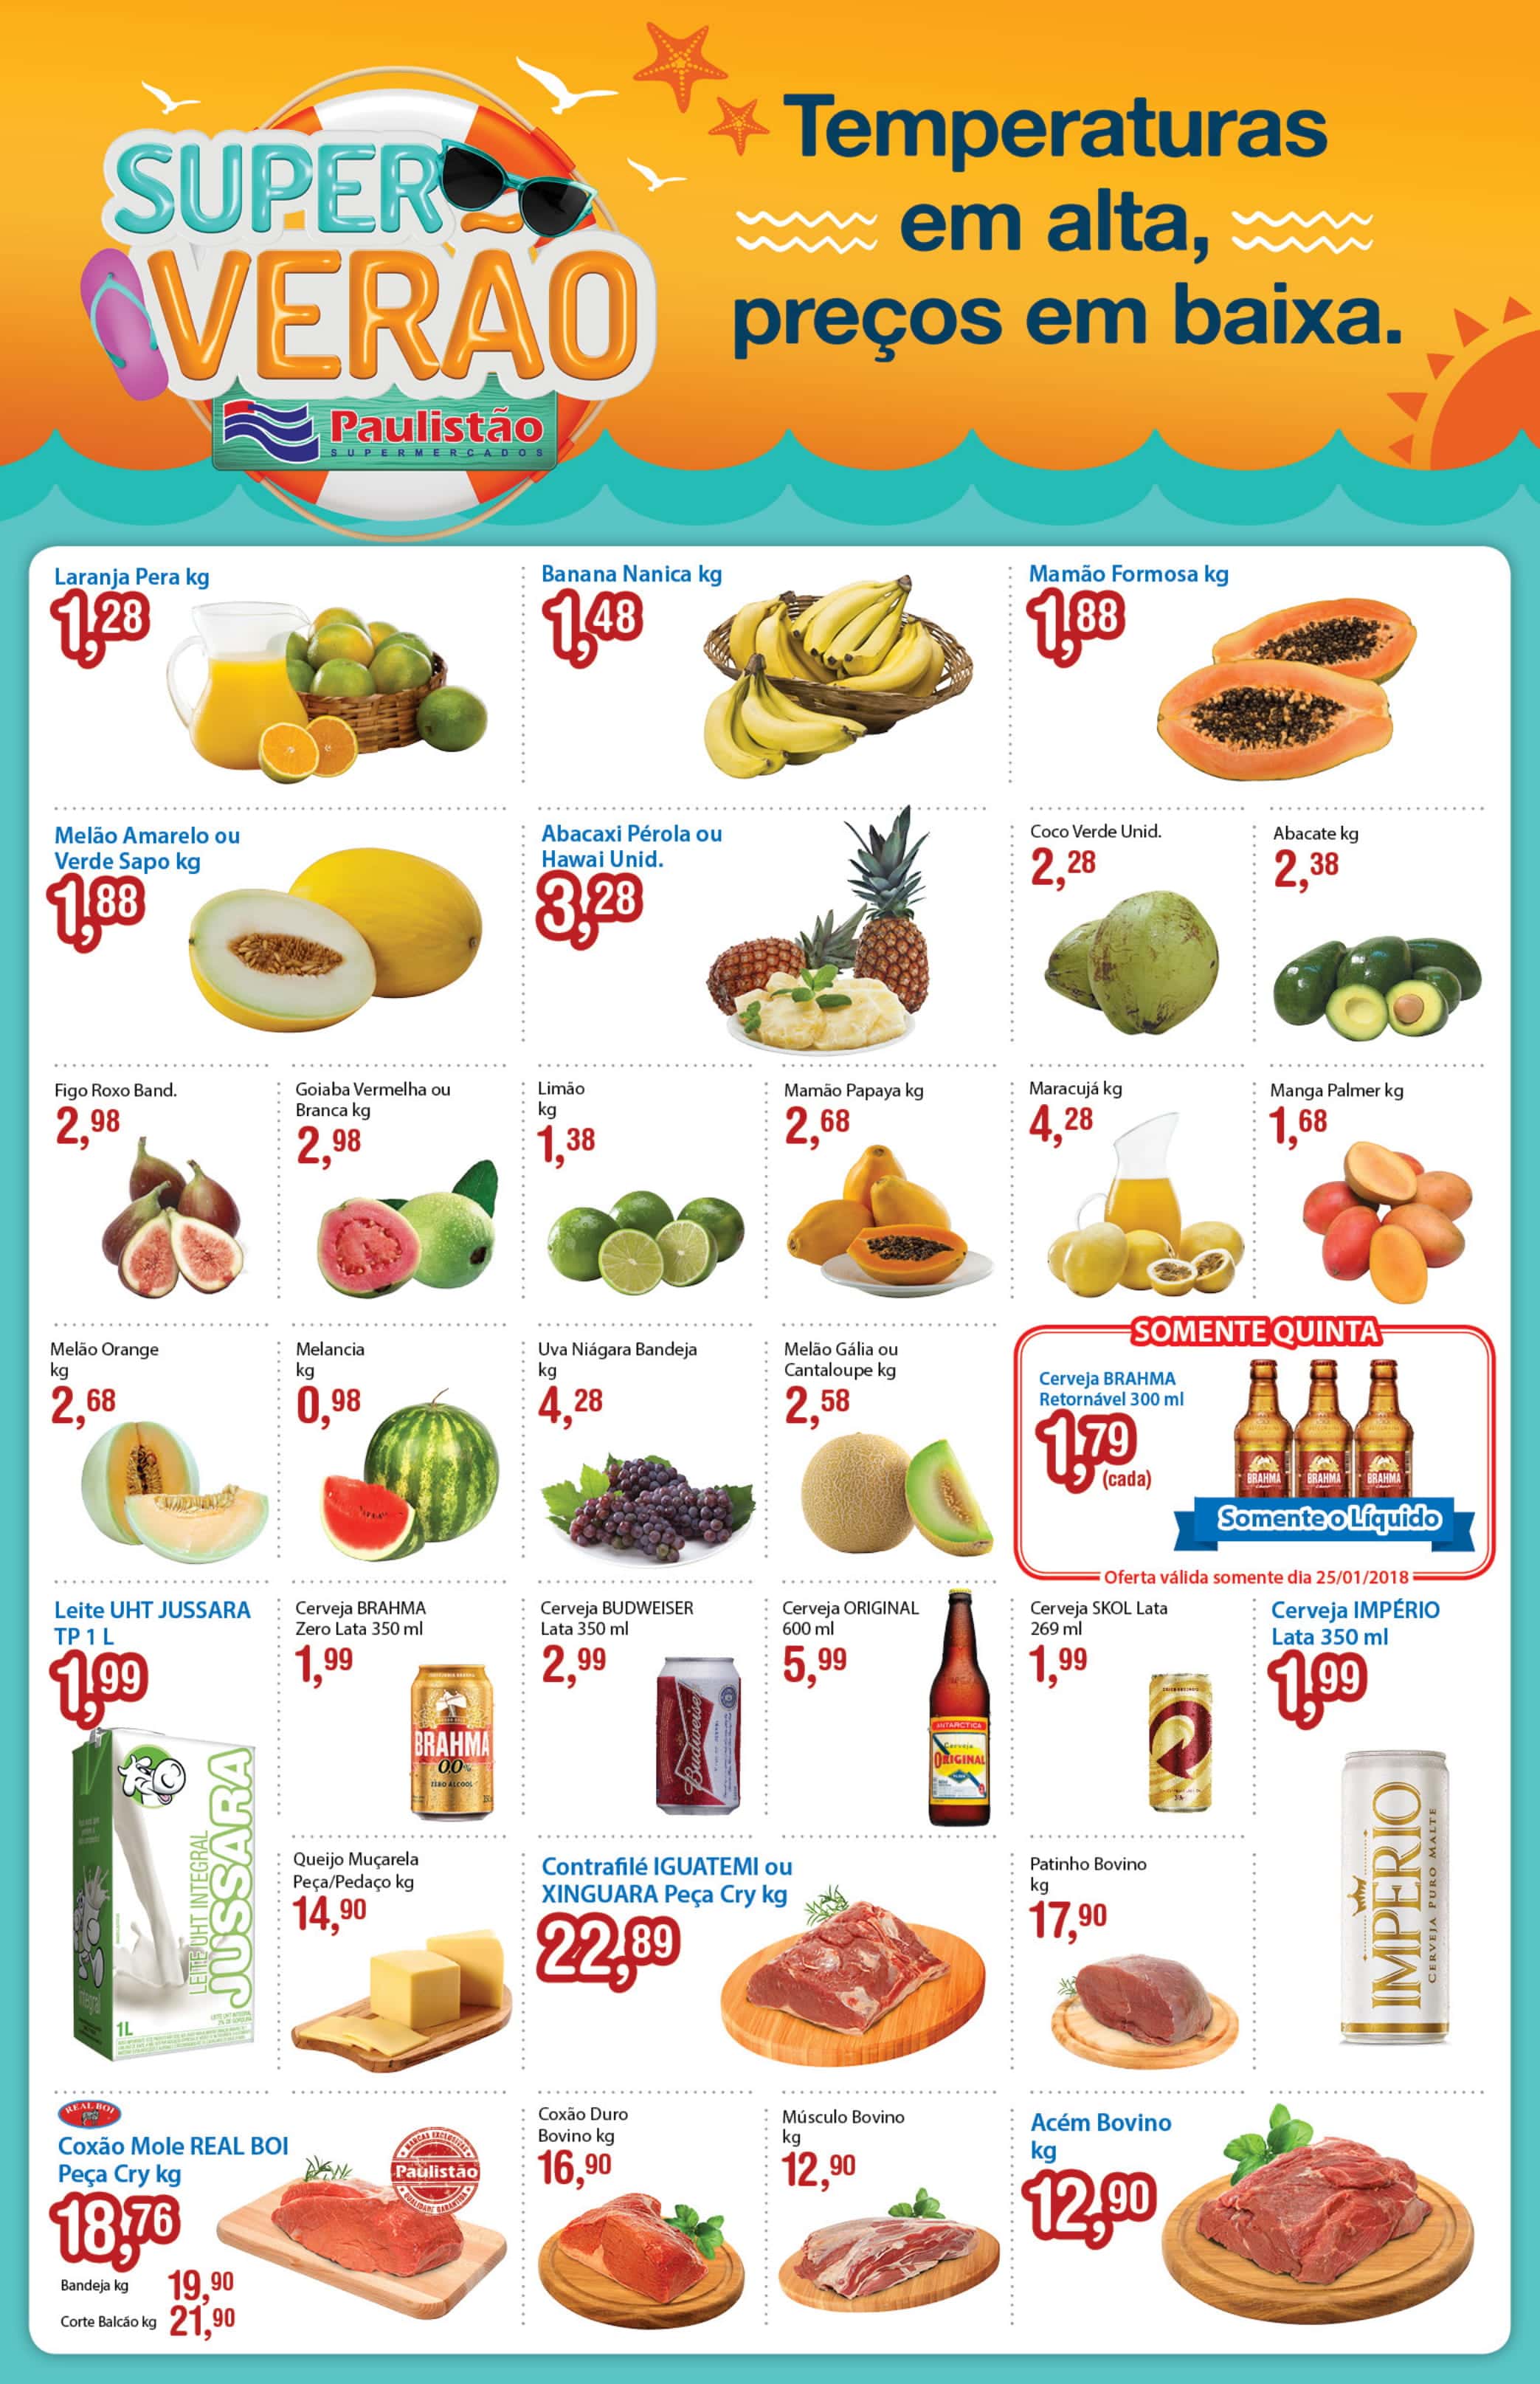 SUPER
VERÃO
Paulistão
SUPERMERCADOS
Temperaturas
em alta,
preços em baixa.
Laranja Pera kg
1,28
Banana Nanica kg
1,48
Mamão Formosa kg
1,88
Melão Amarelo ou
Verde Sapo kg
1,88
Abacaxi Pérola ou
Hawai Unid.
3,28
Coco Verde Unid.
2,28
Abacate kg
2,38
Figo Roxo Band.
2,98
Goiaba Vermelha ou
Branca kg
2,98
Limão
kg
1,38
Mamão Papaya kg
2,68
Maracujá kg
4,28
Manga Palmer kg
1,68
Melão Orange
kg
2,68
Melancia
kg
0,98
Uva Niágara Bandeja
kg
4,28
Melão Gália ou
Cantaloupe kg
2,58
SOMENTE QUINTA
Cerveja BRAHMA
Retornável 300 ml
1,79
(cada)
BRAHMA
BRAHMA
BRAHMA
Somente o Líquido
Oferta válida somente dia 25/01/2018
Leite UHT JUSSARA
TP 1 L
1,99
LEITE UHT INTEGRAL
JUSSARA
integral
1L
Cerveja BRAHMA
Zero Lata 350 ml
1,99
BRAHMA
0,0%
ZERO ALCOOL
Cerveja BUDWEISER
Lata 350 ml
2,99
Budweiser
Cerveja ORIGINAL
600 ml
5,99
ANTARCTICA
Cerveja
ORIGINAL
Cerveja SKOL Lata
269 ml
1,99
Cerveja IMPÉRIO
Lata 350 ml
1,99
IMPÉRIO
CERVEJA PURO MALTE
Queijo Muçarela
Peça/Pedaço kg
14,90
Contrafilé IGUATEMI ou
XINGUARA Peça Cry kg
22,89
Patinho Bovino
kg
17,90
REAL BOI
Coxão Mole REAL BOI
Peça Cry kg
18,76
Bandeja kg 19,90
Corte Balcão kg 21,90
MARCAS EXCLUSIVAS
Paulistão
QUALIDADE GARANTIDA
Coxão Duro
Bovino kg
16,90
Músculo Bovino
kg
12,90
Acém Bovino
kg
12,90